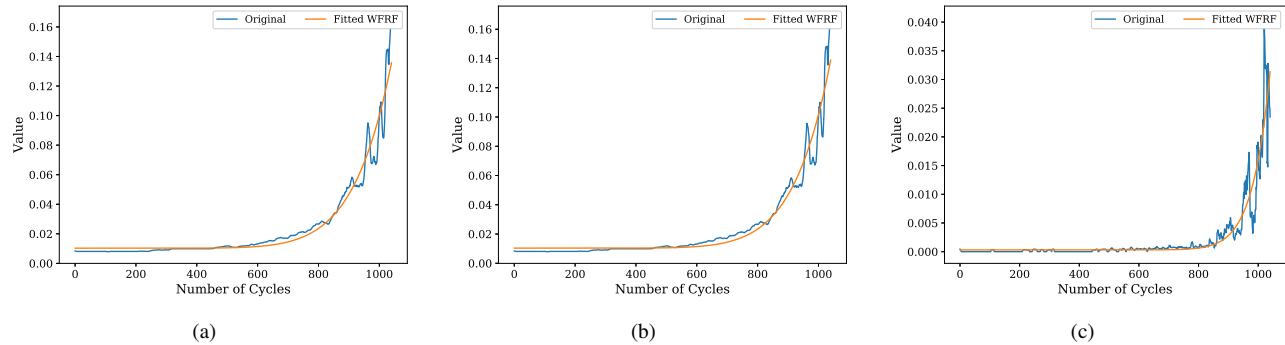 Original Fitted WFRF
0.16
0.14
0.12
0.10
0.08
0.06
0.04
0.02
0.00
Value
0 200 400 600 800 1000
Number of Cycles
(a)
Original Fitted WFRF
0.16
0.14
0.12
0.10
0.08
0.06
0.04
0.02
0.00
Value
0 200 400 600 800 1000
Number of Cycles
(b)
Original Fitted WFRF
0.040
0.035
0.030
0.025
0.020
0.015
0.010
0.005
0.000
Value
0 200 400 600 800 1000
Number of Cycles
(c)